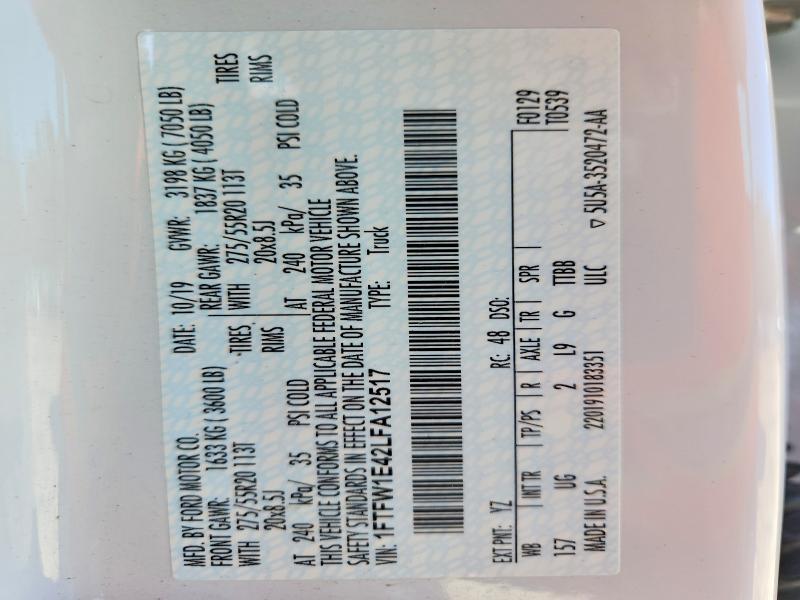 MFD. BY FORD MOTOR CO.
DATE: 10/19 GVWR: 3198 KG ( 7050 LB)
FRONT GAWR: 1633 KG ( 3600 LB) REAR GAWR: 1837 KG ( 4050 LB)
WITH 275/55R20 113T TIRES WITH 275/55R20 113T TIRES
20x8.5J RIMS 20x8.5J RIMS
AT 240 kPa/ 35 PSI COLD AT 240 kPa/ 35 PSI COLD
THIS VEHICLE CONFORMS TO ALL APPLICABLE FEDERAL MOTOR VEHICLE
SAFETY STANDARDS IN EFFECT ON THE DATE OF MANUFACTURE SHOWN ABOVE.
VIN: 1FTFW1E42LFA12517 TYPE: Truck
EXT PNT: YZ RC: 48 DSO: F0129
WB INT TR TP/PS R AXLE TR SPR T0539
157 UG 2 L9 G TTBB
MADE IN U.S.A. 220191018335​1 ULC ▽ 5U5A-3520472-AA